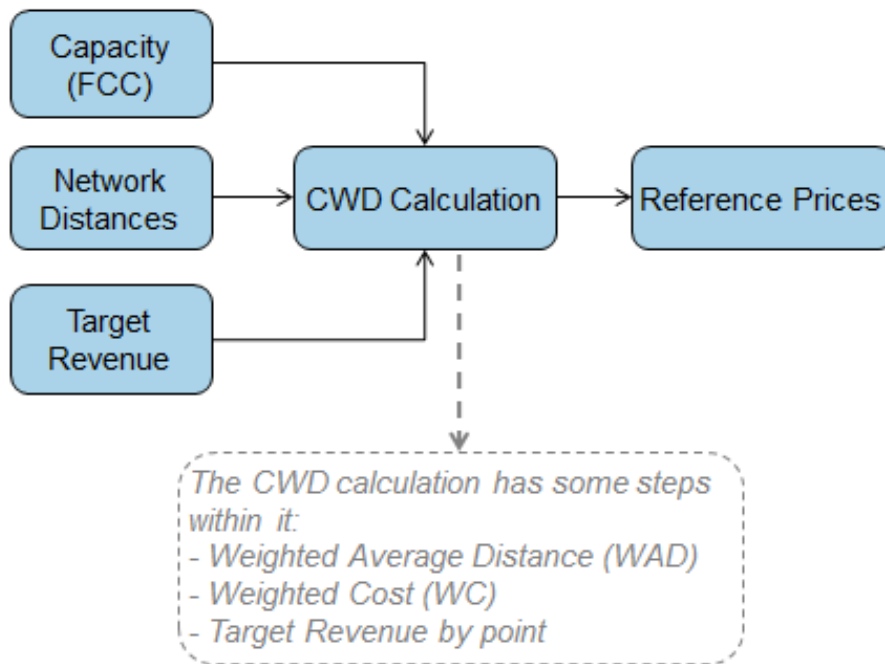 Capacity
(FCC)
Network
Distances
CWD Calculation
Reference Prices
Target
Revenue
The CWD calculation has some steps
within it:
- Weighted Average Distance (WAD)
- Weighted Cost (WC)
- Target Revenue by point